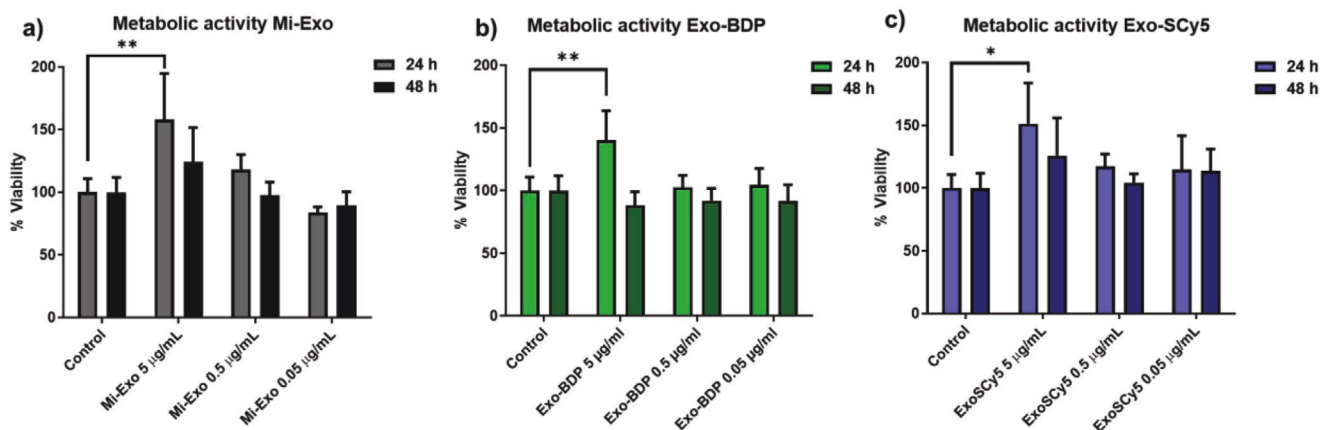 a)
Metabolic activity Mi-Exo
**
24 h
48 h
% Viability
200
150
100
50
0
Control
Mi-Exo 5 μg/mL
Mi-Exo 0.5 μg/mL
Mi-Exo 0.05 μg/mL
b)
Metabolic activity Exo-BDP
**
24 h
48 h
% Viability
200
150
100
50
0
Control
Exo-BDP 5 μg/ml
Exo-BDP 0.5 μg/ml
Exo-BDP 0.05 μg/ml
c)
Metabolic activity Exo-SCy5
*
24 h
48 h
% Viability
200
150
100
50
0
Control
ExoSCy5 5 μg/mL
ExoSCy5 0.5 μg/mL
ExoSCy5 0.05 μg/mL